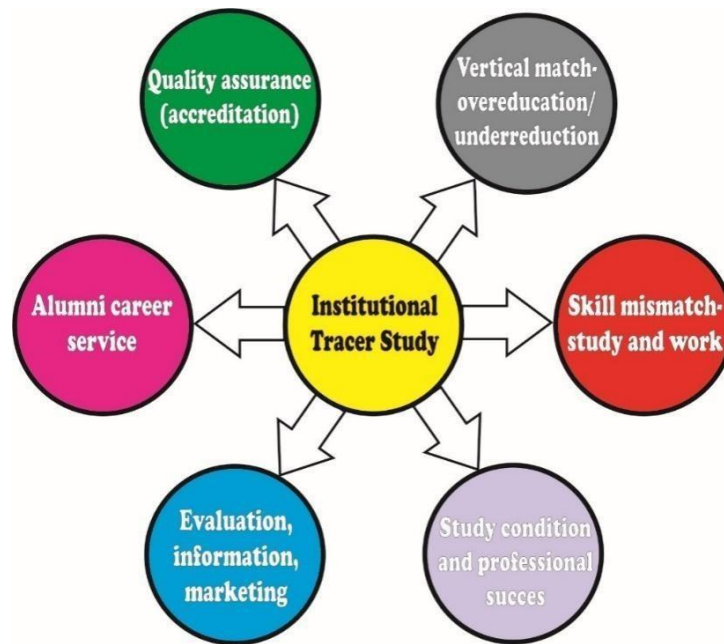 Quality assurance
(accreditation)
Vertical match-
overeducation/
underreduction
Alumni career
service
Institutional
Tracer Study
Skill mismatch-
study and work
Evaluation,
information,
marketing
Study condition
and professional
succes